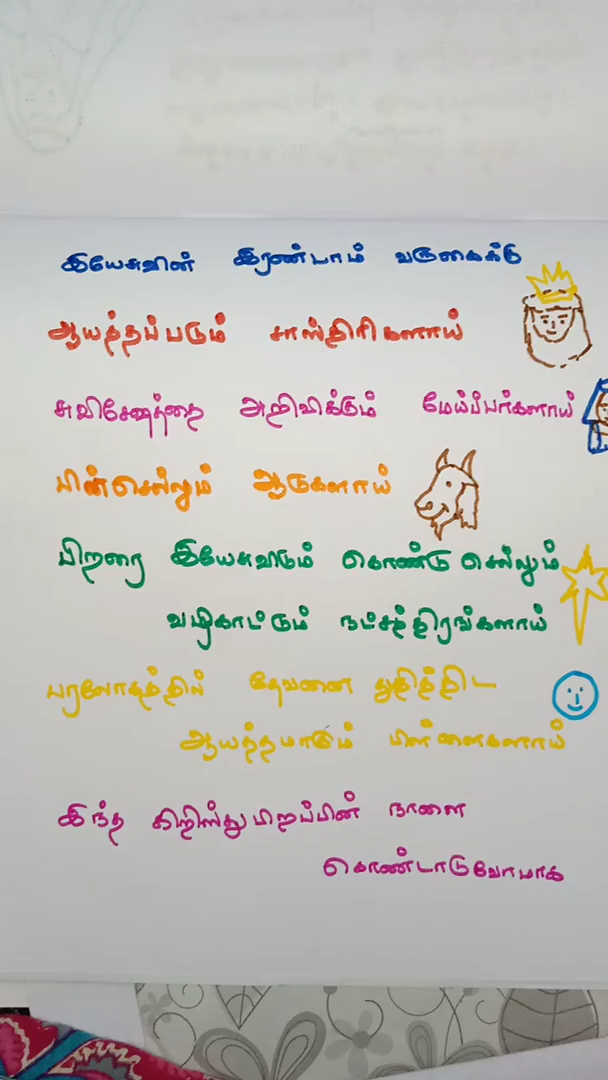 இயேசுவின் இரண்டாம் வருகைக்கு
ஆயத்தப்படும் சாஸ்திரிகளாய்
சுவிசேஷத்தை அறிவிக்கும் மேய்ப்பர்களாய்
பின்செல்லும் ஆடுகளாய்
பிறரை இயேசுவிடம் கொண்டு செல்லும்
வழிகாட்டும் நட்சத்திரங்களாய்
பரலோகத்தில் தேவனை துதித்திட
ஆயத்தமாகும் பிள்ளைகளாய்
இந்த கிறிஸ்து பிறப்பின் நாளை
கொண்டாடுவோமாக